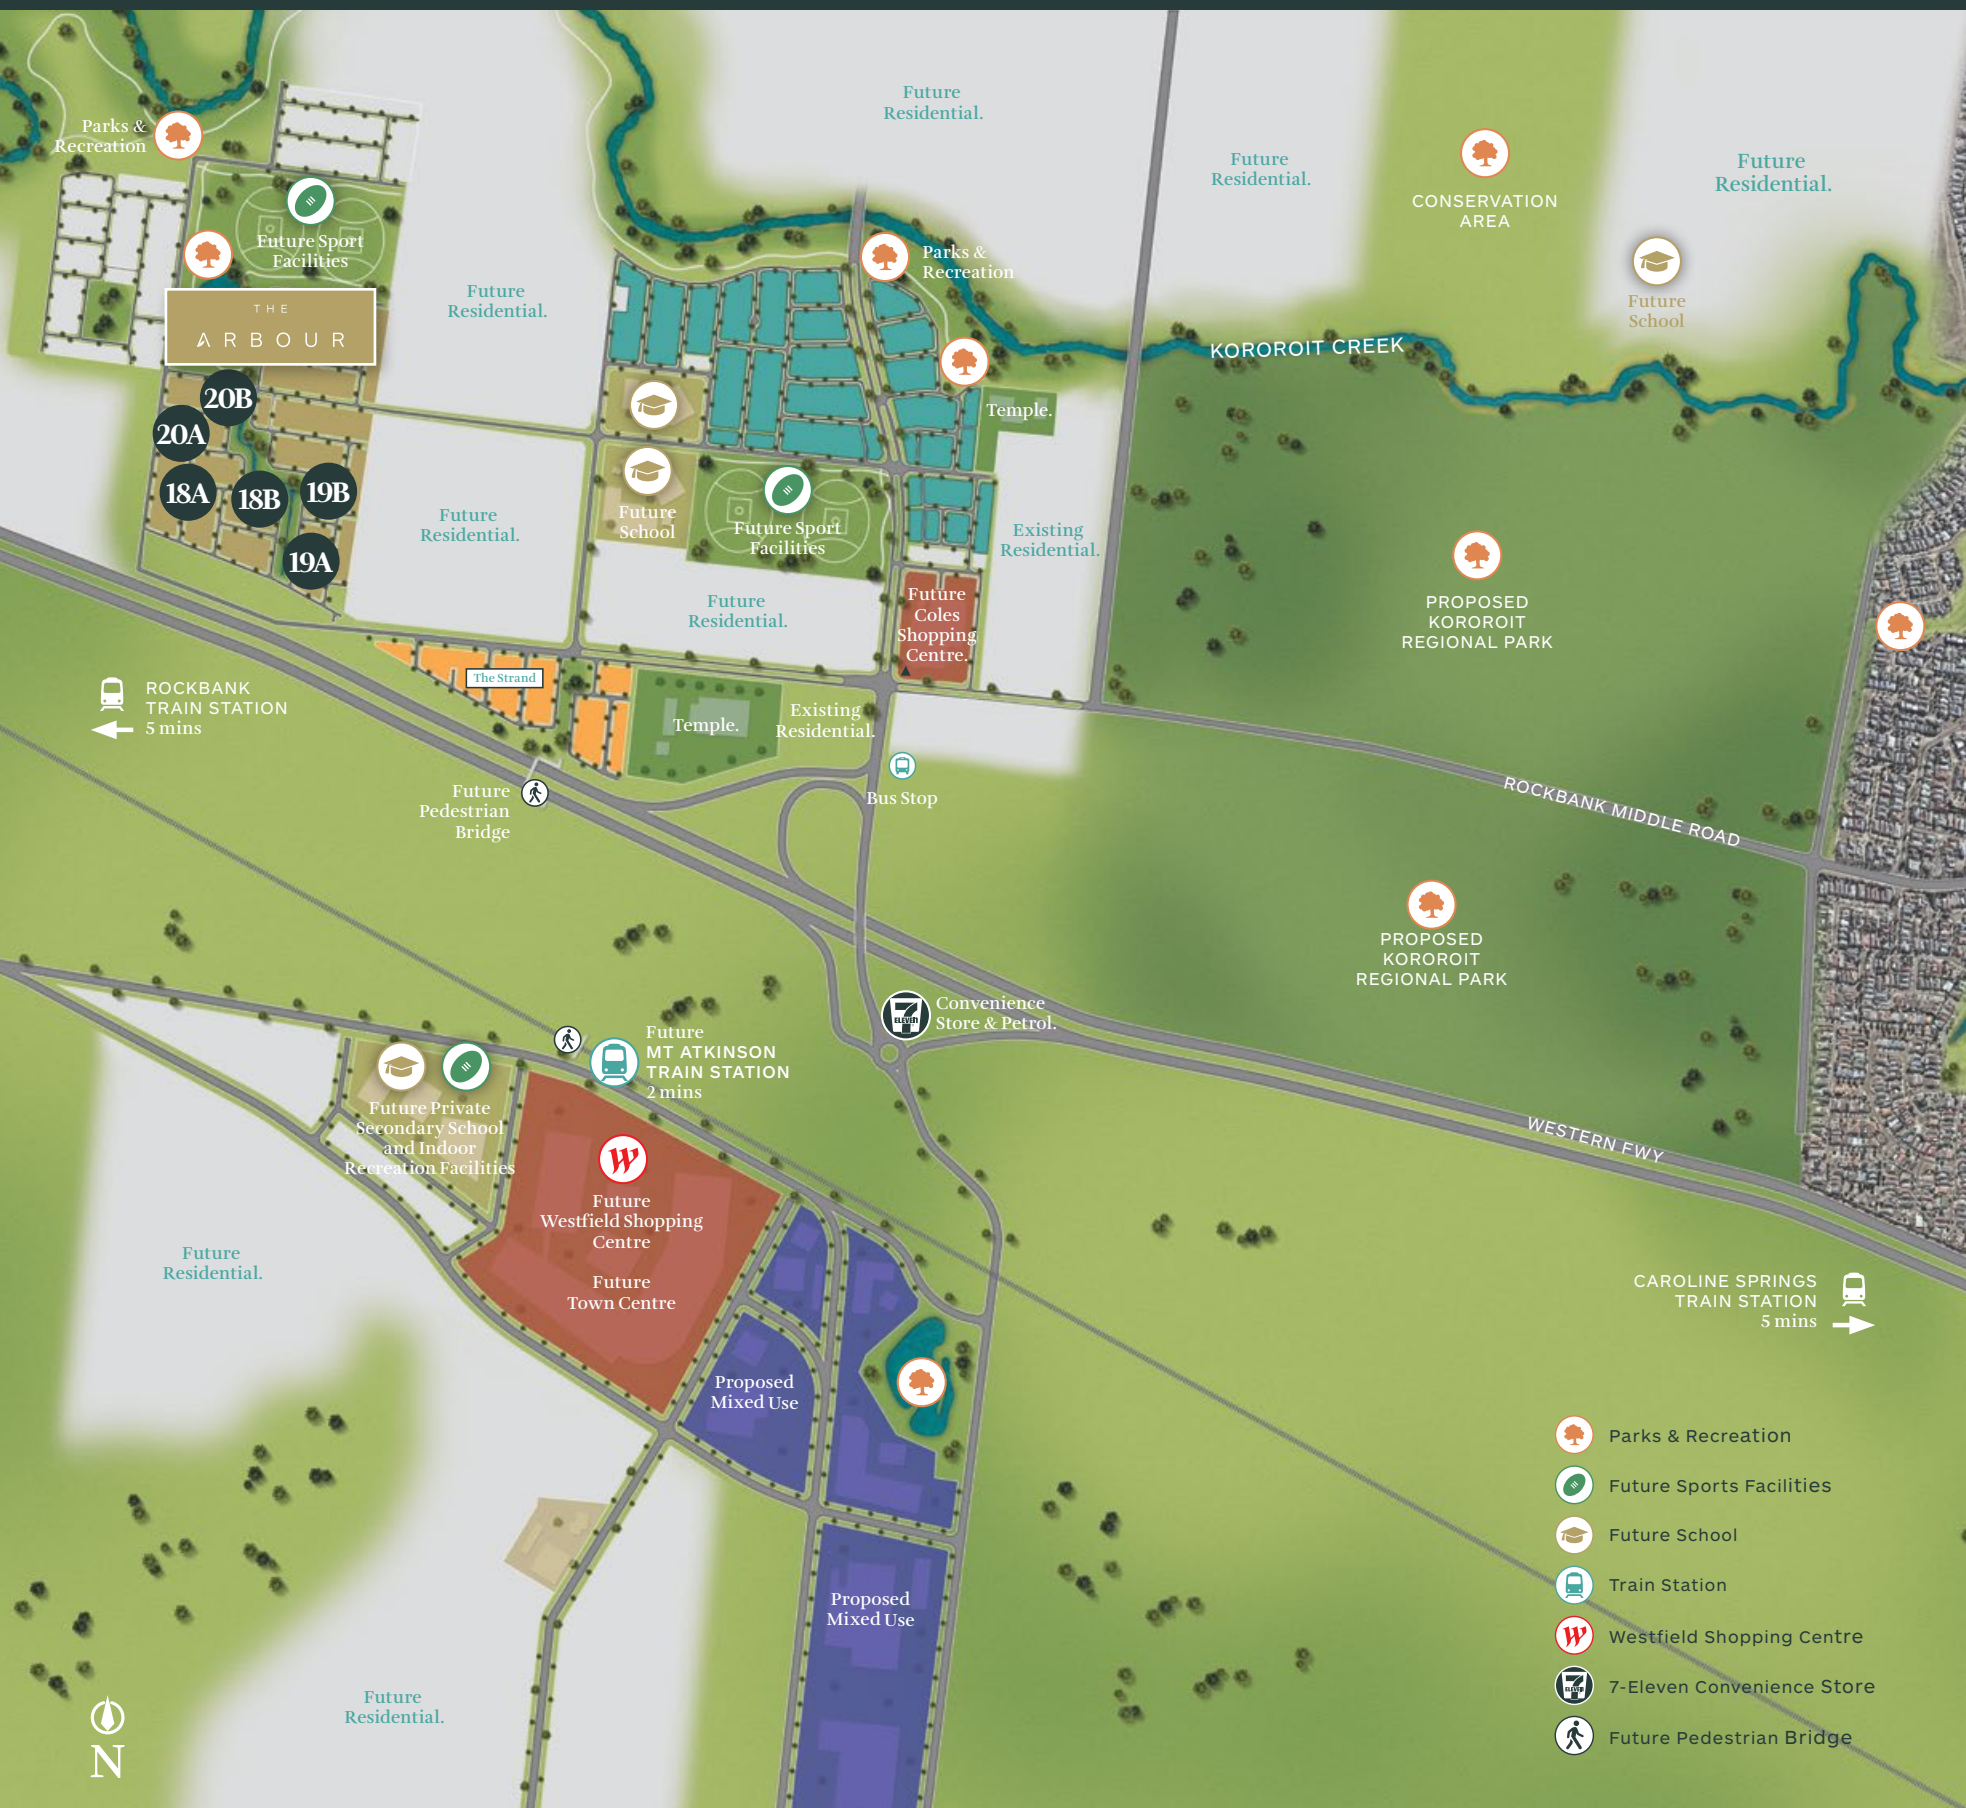 Future
Residential.
Future
Residential.
Future
Residential.
Parks &
Recreation
CONSERVATION
AREA
Future Sport
Facilities
Parks &
Recreation
Future
Residential.
Future
School
THE
ARBOUR
KOROROIT CREEK
20B
20A
18A
18B
19B
19A
Temple.
Future
Residential.
Future
School
Future Sport
Facilities
Existing
Residential.
Future
Residential.
Future
Coles
Shopping
Centre.
PROPOSED
KOROROIT
REGIONAL PARK
The Strand
ROCKBANK
TRAIN STATION
5 mins
Temple.
Existing
Residential.
Bus Stop
Future
Pedestrian
Bridge
ROCKBANK MIDDLE ROAD
PROPOSED
KOROROIT
REGIONAL PARK
7
ELEVEN
Convenience
Store & Petrol.
Future
MT ATKINSON
TRAIN STATION
2 mins
Future Private
Secondary School
and Indoor
Recreation Facilities
WESTERN FWY
W
Future
Westfield Shopping
Centre
Future
Town Centre
Future
Residential.
CAROLINE SPRINGS
TRAIN STATION
5 mins
Proposed
Mixed Use
Proposed
Mixed Use
Future
Residential.
N
Parks & Recreation
Future Sports Facilities
Future School
Train Station
W
Westfield Shopping Centre
7
ELEVEN
7-Eleven Convenience Store
Future Pedestrian Bridge